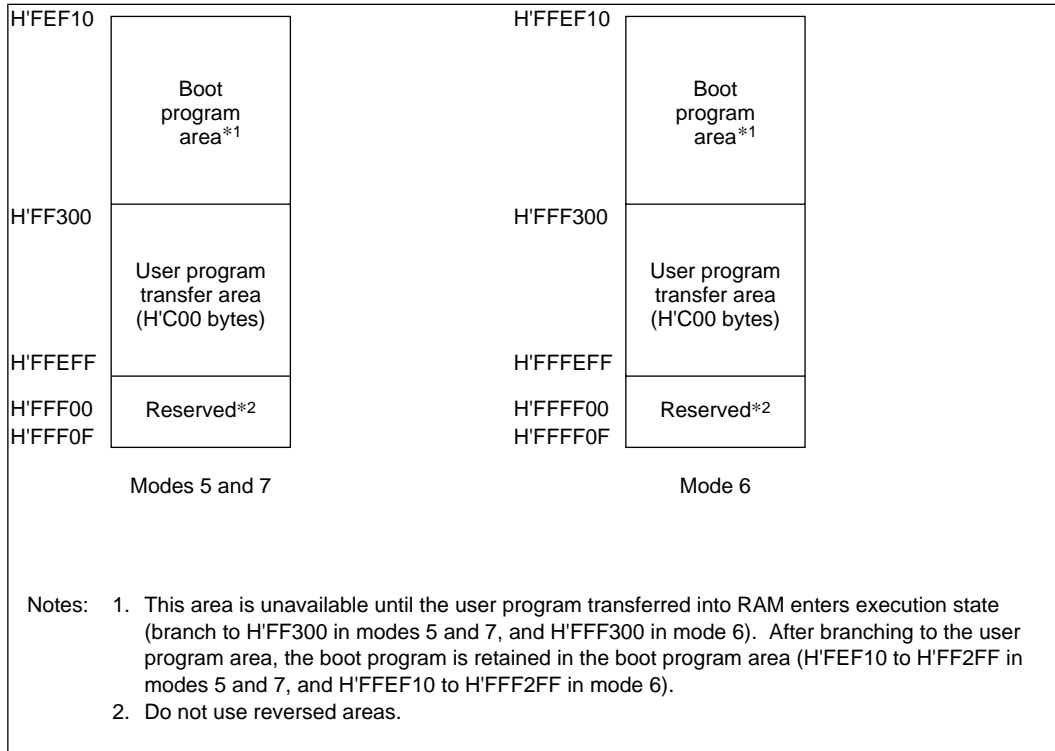 H'FEF10
Boot
program
area*1
H'FF300
User program
transfer area
(H'C00 bytes)
H'FFEFF
H'FFF00
Reserved*2
H'FFF0F
Modes 5 and 7
H'FFEF10
Boot
program
area*1
H'FFF300
User program
transfer area
(H'C00 bytes)
H'FFFEFF
H'FFFF00
Reserved*2
H'FFFF0F
Mode 6
Notes: 1. This area is unavailable until the user program transferred into RAM enters execution state
(branch to H'FF300 in modes 5 and 7, and H'FFF300 in mode 6). After branching to the user
program area, the boot program is retained in the boot program area (H'FEF10 to H'FF2FF in
modes 5 and 7, and H'FFEF10 to H'FFF2FF in mode 6).
2. Do not use reversed areas.